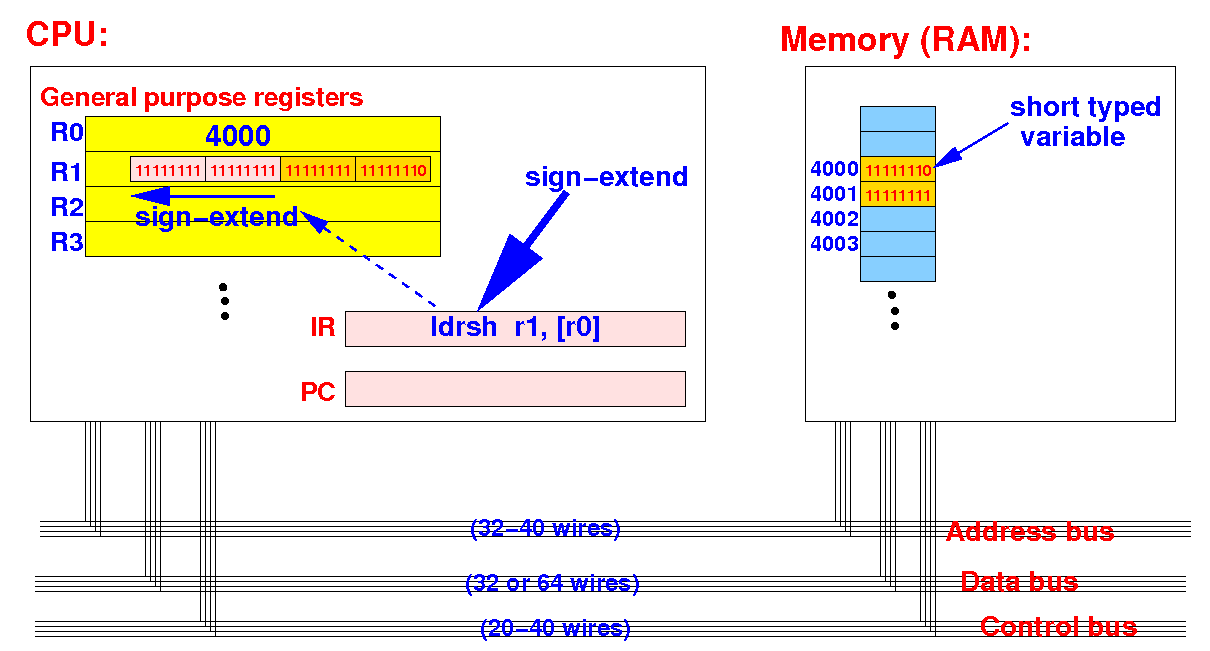 CPU:
Memory (RAM):
General purpose registers
R0 4000
R1 11111111 11111111 11111111 11111110
R2 sign−extend
R3
sign−extend
IR ldrsh r1, [r0]
PC
short typed
variable
4000 11111110
4001 11111111
4002
4003
(32−40 wires) Address bus
(32 or 64 wires) Data bus
(20−40 wires) Control bus